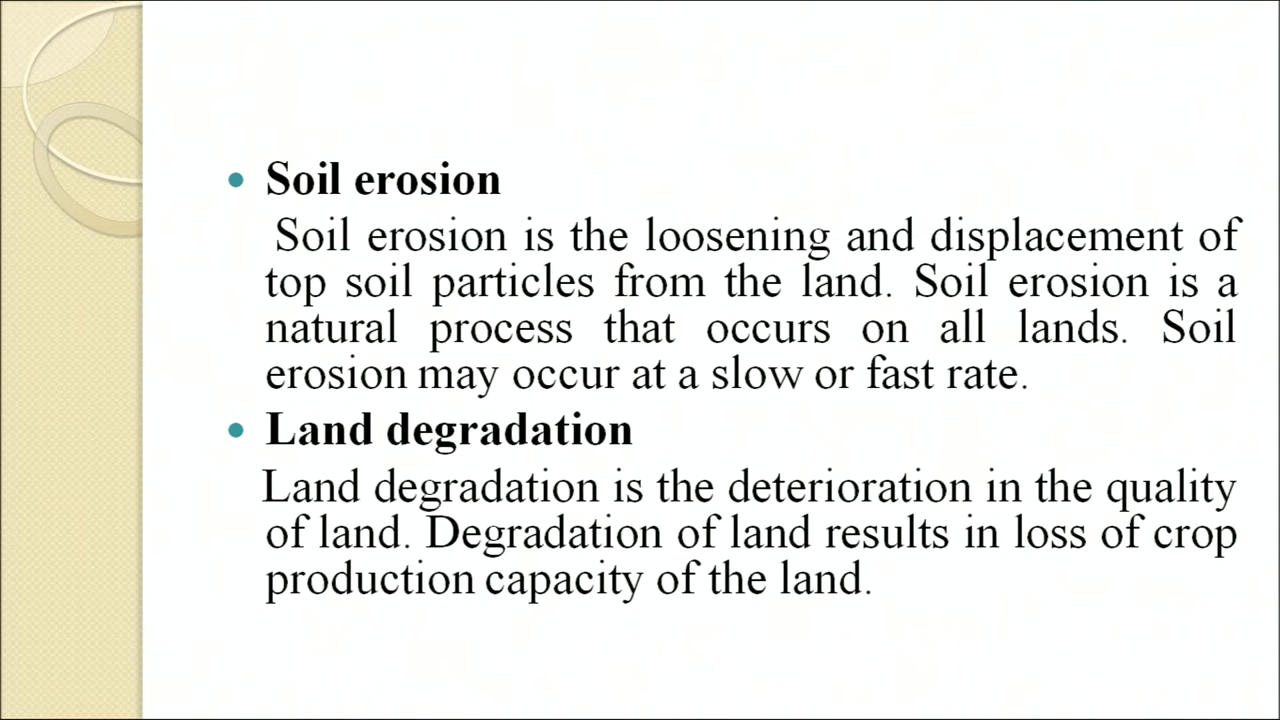 • Soil erosion
Soil erosion is the loosening and displacement of
top soil particles from the land. Soil erosion is a
natural process that occurs on all lands. Soil
erosion may occur at a slow or fast rate.
• Land degradation
Land degradation is the deterioration in the quality
of land. Degradation of land results in loss of crop
production capacity of the land.